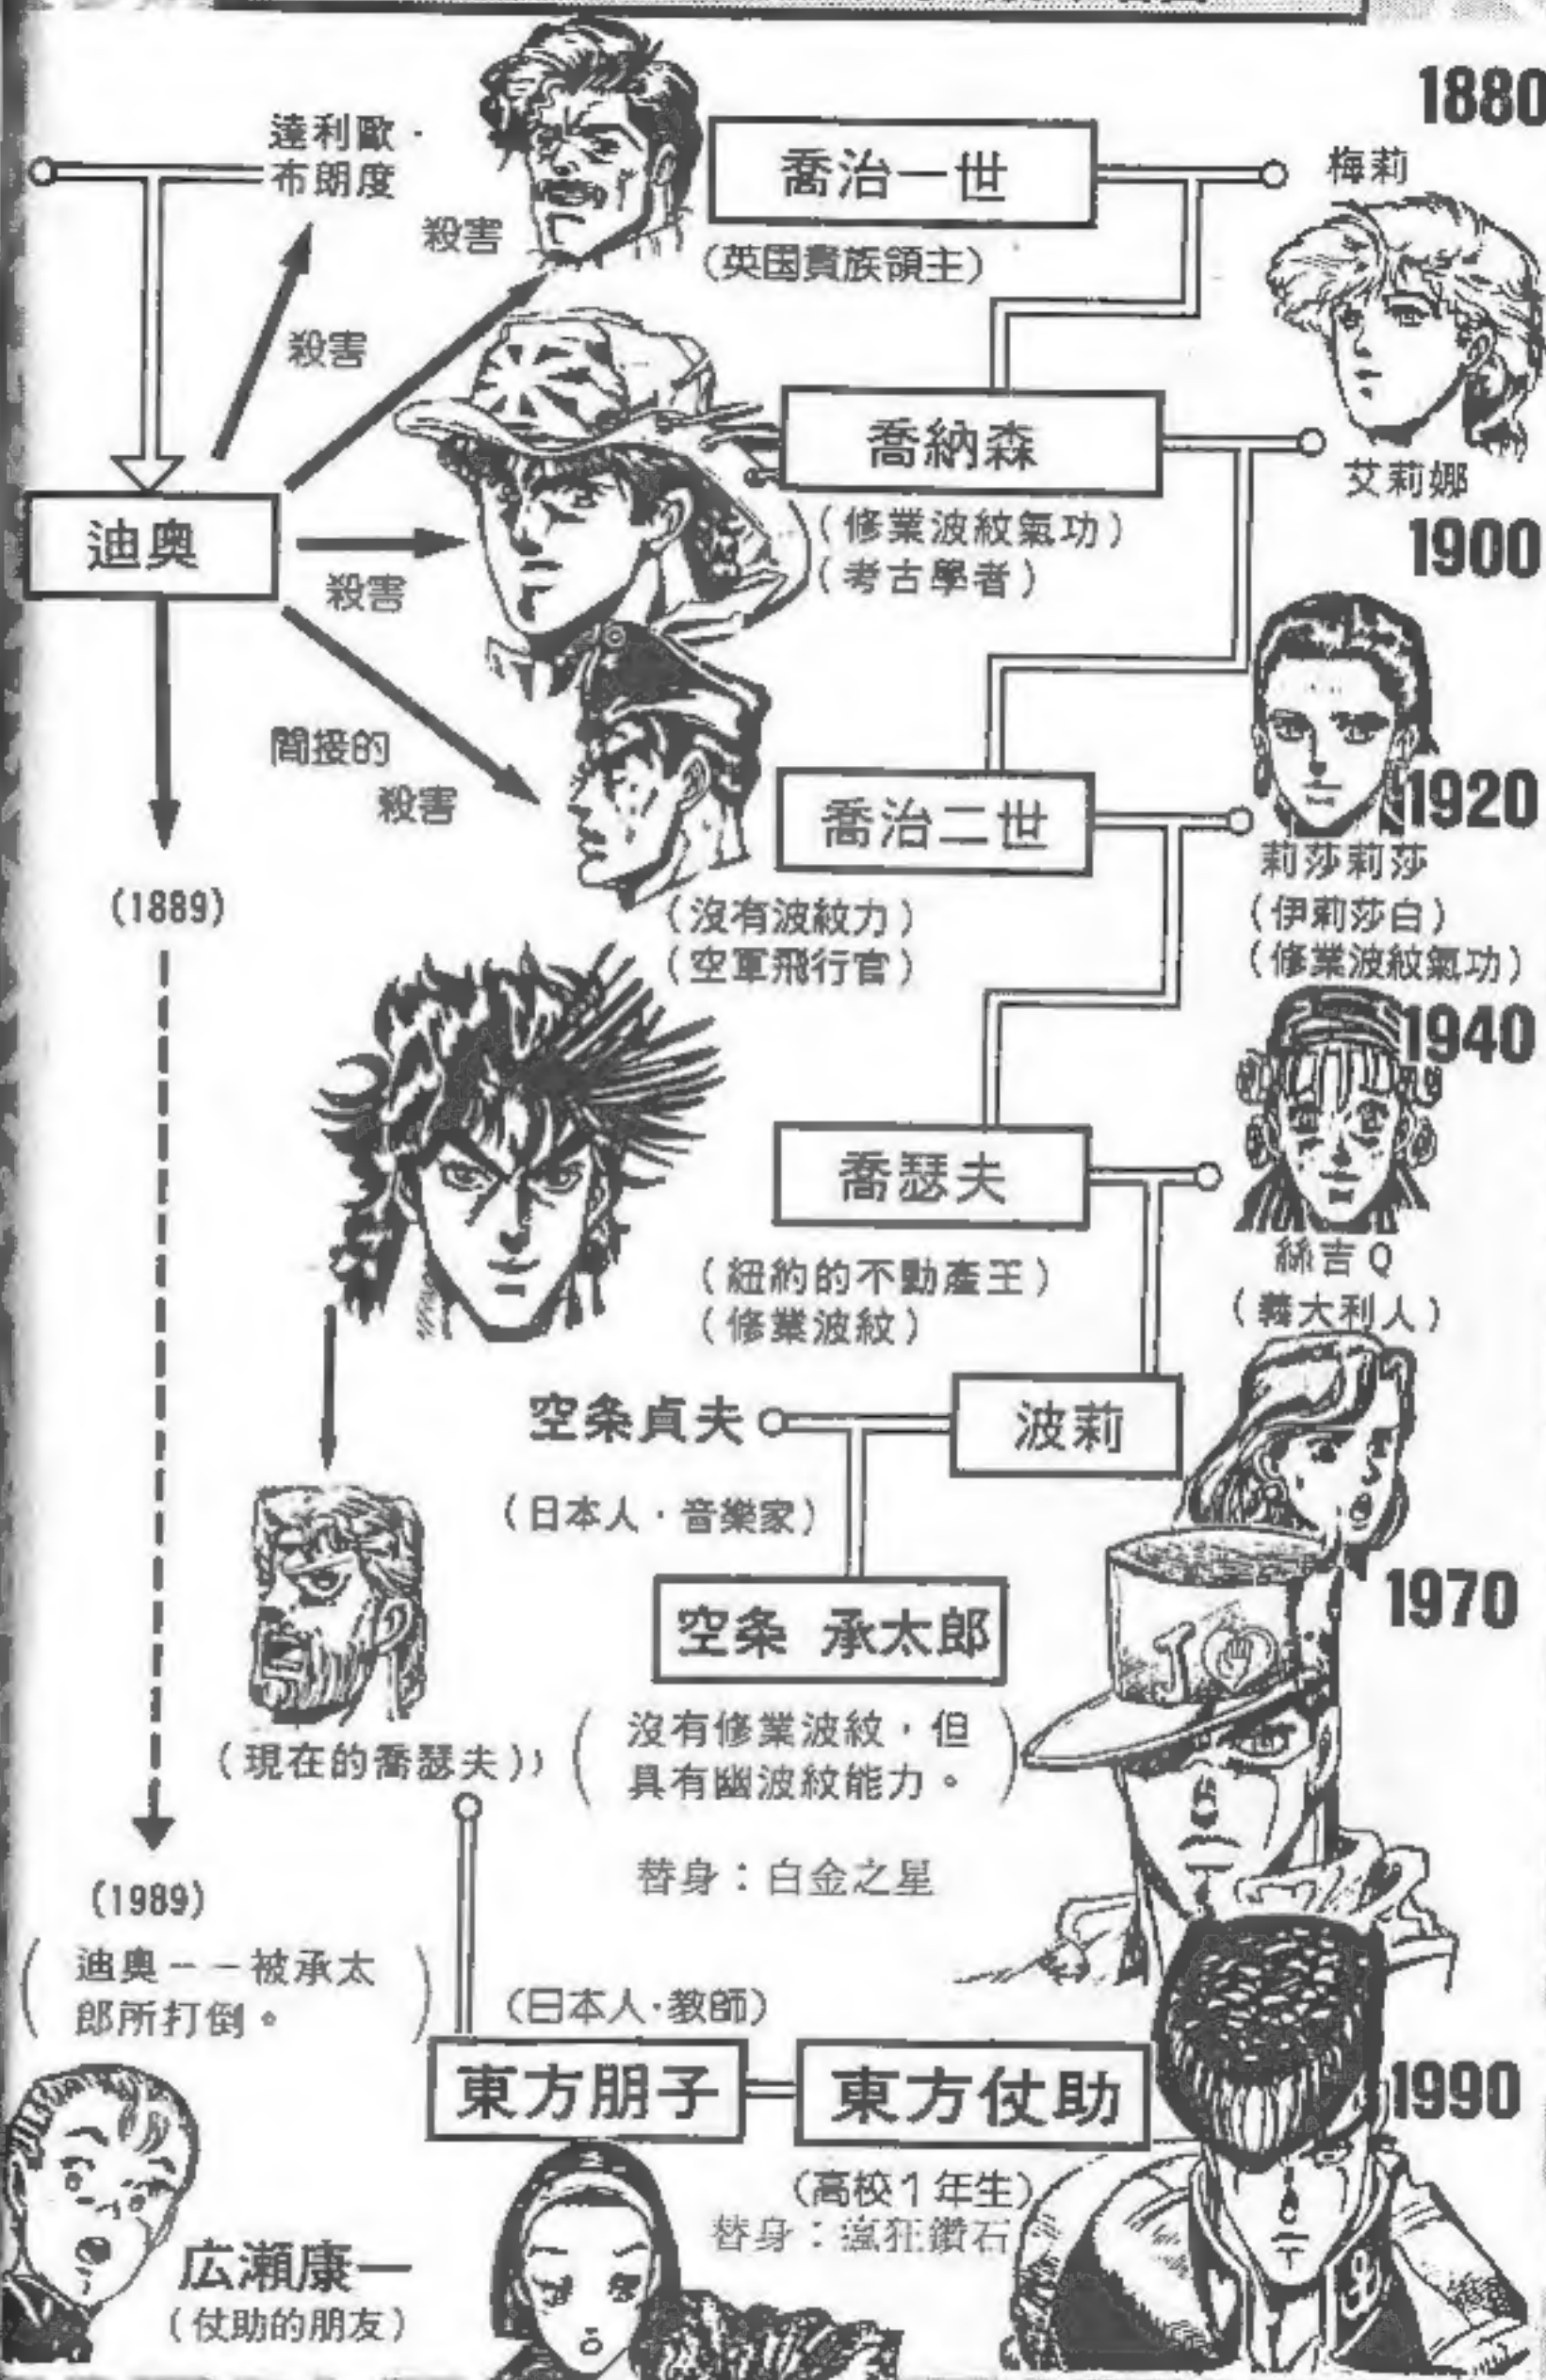 1880
達利歐・
布朗度
喬治一世
梅莉
殺害
(英国貴族領主)
殺害
喬納森
艾莉娜
(修業波紋氣功)
(考古學者)
1900
迪奥
殺害
間接的
殺害
喬治二世
1920
莉莎莉莎
(伊莉莎白)
(修業波紋氣功)
(沒有波紋力)
(空軍飛行官)
(1889)
1940
喬瑟夫
絲吉Q
(義大利人)
(紐約的不動產王)
(修業波紋)
空条貞夫
波莉
(日本人・音樂家)
1970
空条 承太郎
(現在的喬瑟夫)
沒有修業波紋,但
具有幽波紋能力。
替身:白金之星
(1989)
迪奥－－被承太
郎所打倒。
(日本人·教師)
東方朋子
東方仗助
1990
(高校1年生)
替身:瘋狂鑽石
広瀬康一
(仗助的朋友)